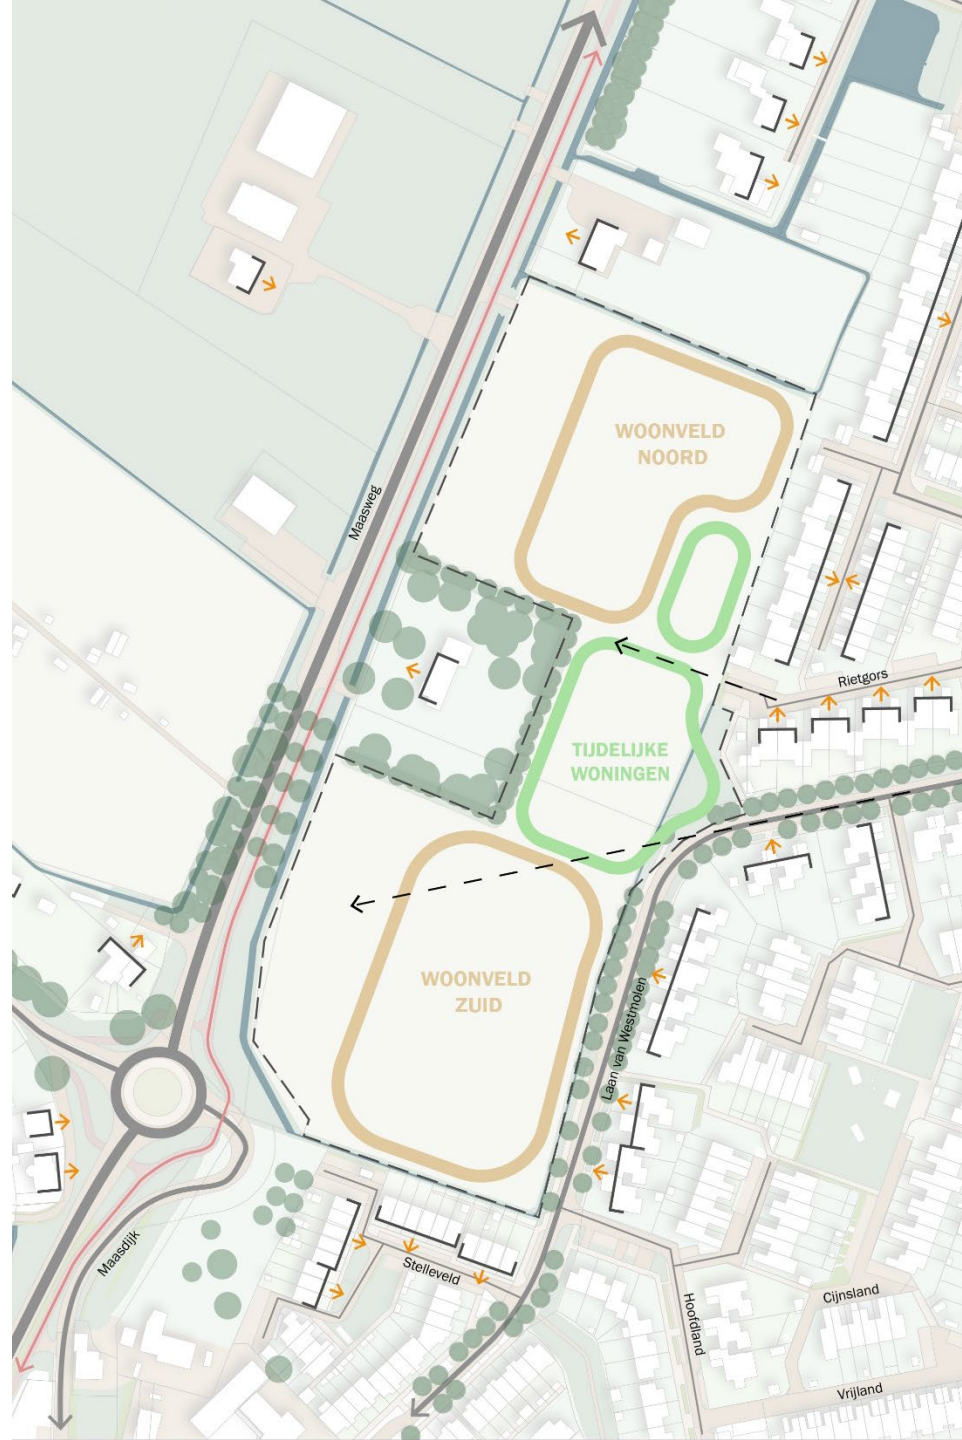 WOONVELD
NOORD
Maasweg
Rietgors
TIJDELIJKE
WONINGEN
WOONVELD
ZUID
Laan van Westmolen
Maasdijk
Stelleveld
Hoofdland
Cijnsland
Vrijland